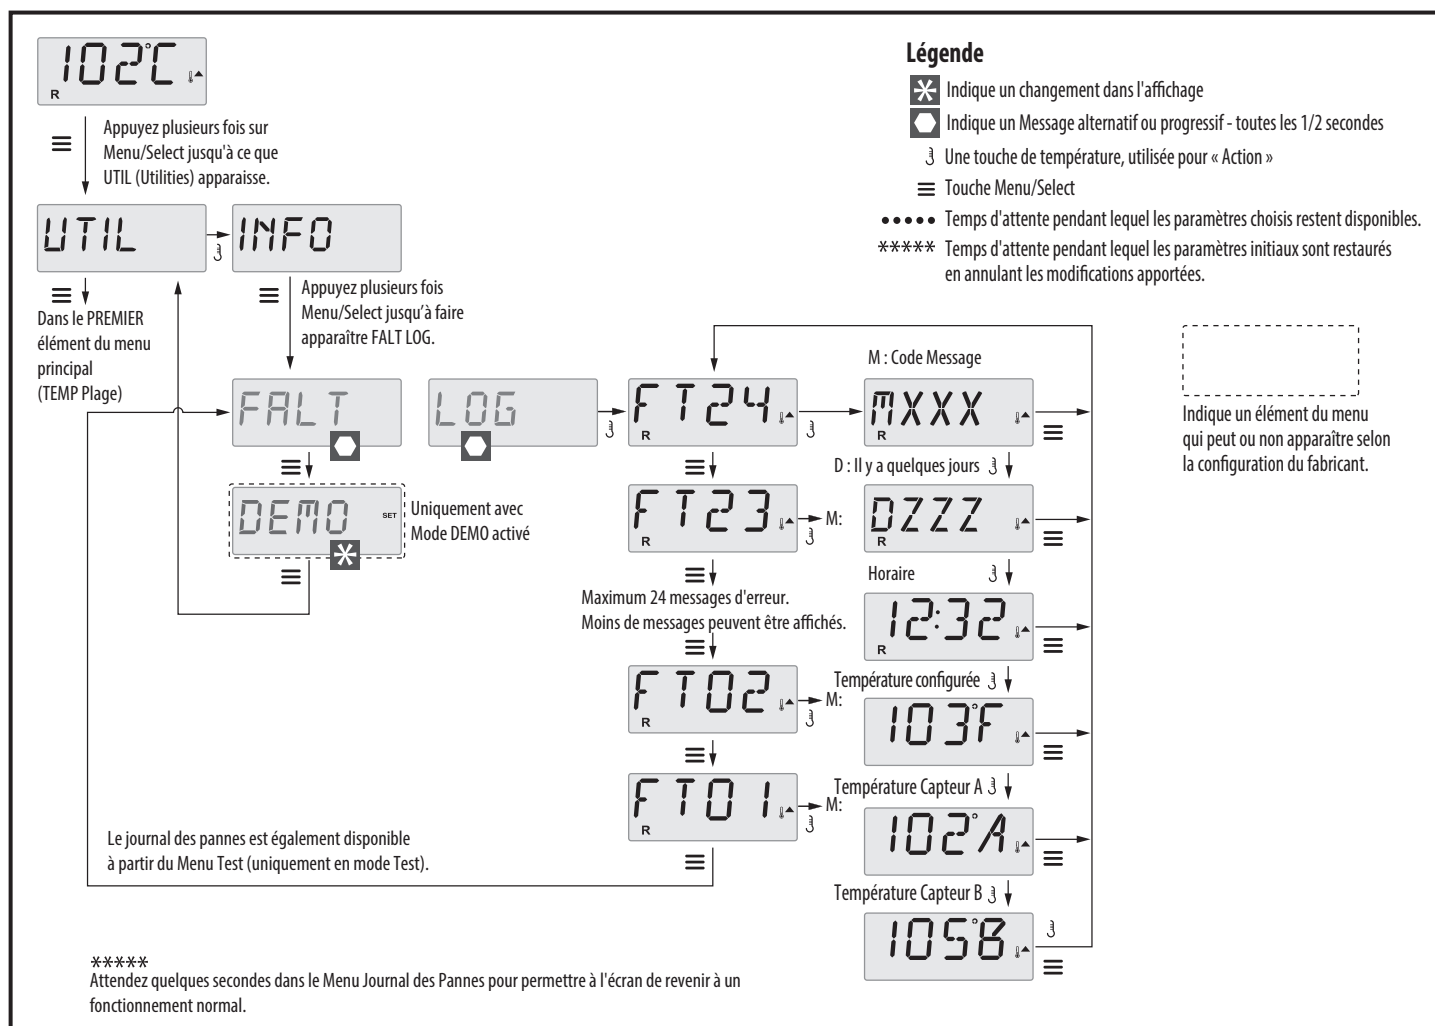 102°C
R
Appuyez plusieurs fois sur
Menu/Select jusqu'à ce que
UTIL (Utilities) apparaisse.
Légende
Indique un changement dans l'affichage
Indique un Message alternatif ou progressif - toutes les 1/2 secondes
Une touche de température, utilisée pour « Action »
Touche Menu/Select
••••• Temps d'attente pendant lequel les paramètres choisis restent disponibles.
***** Temps d'attente pendant lequel les paramètres initiaux sont restaurés
en annulant les modifications apportées.
UTIL
INFO
Dans le PREMIER
élément du menu
principal
(TEMP Plage)
Appuyez plusieurs fois
Menu/Select jusqu'à faire
apparaître FALT LOG.
Indique un élément du menu
qui peut ou non apparaître selon
la configuration du fabricant.
FALT
LOG
FT24
R
M : Code Message
MXXX
R
DEMO
SET
Uniquement avec
Mode DEMO activé
FT23
R
M:
D : Il y a quelques jours
DZZZ
R
Maximum 24 messages d'erreur.
Moins de messages peuvent être affichés.
Horaire
12:32
R
FT02
R
M:
Température configurée
103°F
FT01
R
M:
Température Capteur A
102°A
Température Capteur B
105°B
Le journal des pannes est également disponible
à partir du Menu Test (uniquement en mode Test).
*****
Attendez quelques secondes dans le Menu Journal des Pannes pour permettre à l'écran de revenir à un
fonctionnement normal.